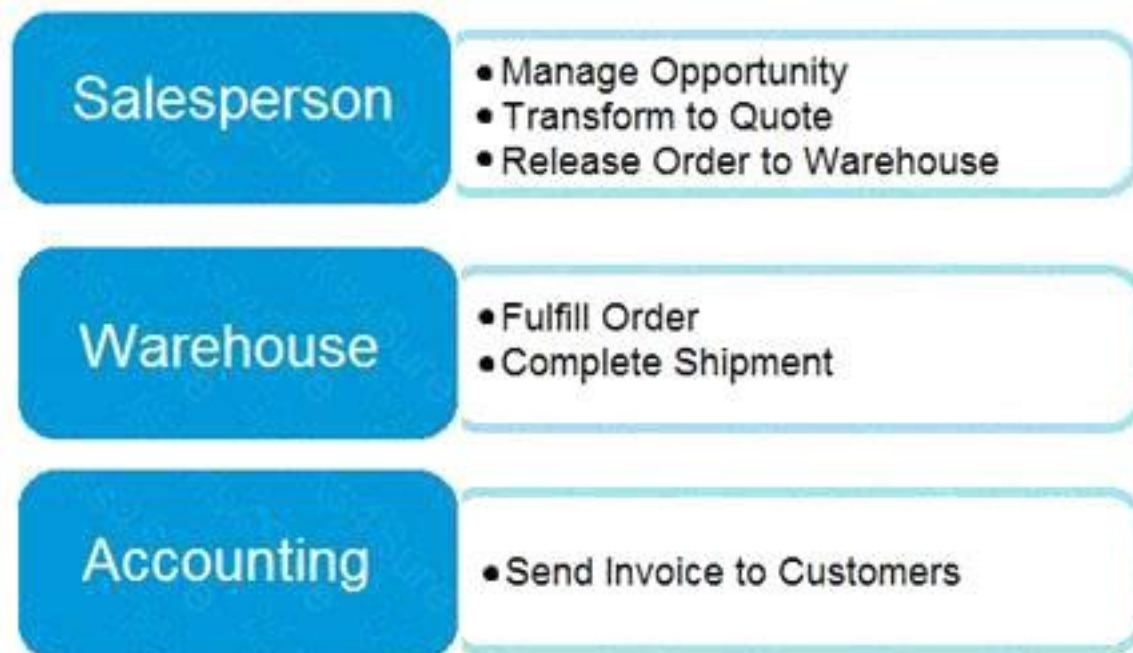 Salesperson
• Manage Opportunity
• Transform to Quote
• Release Order to Warehouse
Warehouse
• Fulfill Order
• Complete Shipment
Accounting
• Send Invoice to Customers